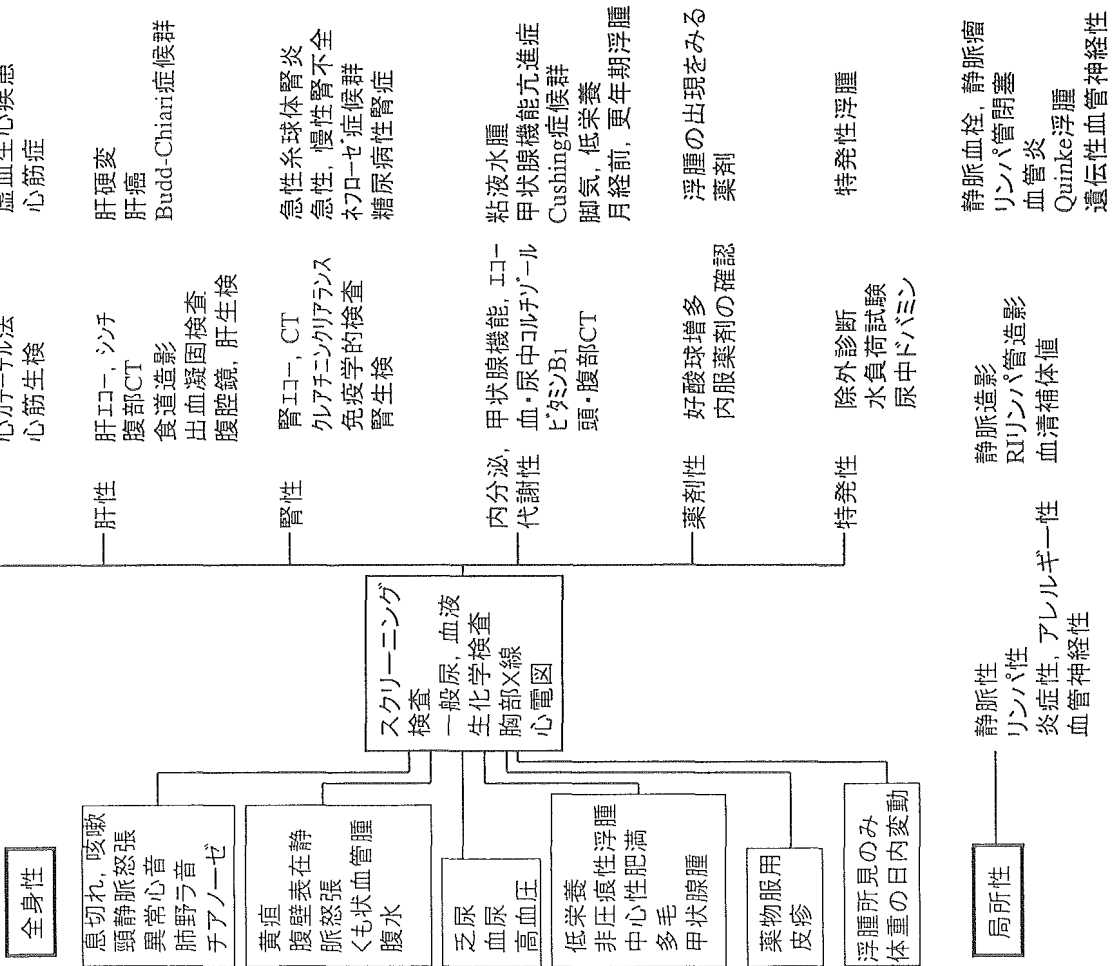 全身性
息切れ, 咳嗽
頸静脈怒張
異常心音
肺野ラ音
チアノーゼ
黄疸
腹壁表在静
脈怒張
くも状血管腫
腹水
乏尿
血尿
高血圧
低栄養
非圧痕性浮腫
中心性肥満
多毛
甲状腺腫
薬物服用
皮疹
浮腫所見のみ
体重の日内変動
スクリーニング
検査
一般尿, 血液
生化学検査
胸部X線
心電図
心カテーテル法
心筋生検
虚血性心疾患
心筋症
肝性
肝エコー, シンチ
腹部CT
食道造影
出血凝固検査
腹腔鏡, 肝生検
肝硬変
肝癌
Budd-Chiari症候群
腎性
腎エコー, CT
クレアチニンクリアランス
免疫学的検査
腎生検
急性糸球体腎炎
急性, 慢性腎不全
ネフローゼ症候群
糖尿病性腎症
内分泌,
代謝性
甲状腺機能, エコー
血・尿中コルチゾール
ビタミンB1
頭・腹部CT
粘液水腫
甲状腺機能亢進症
Cushing症候群
脚気, 低栄養
月経前, 更年期浮腫
薬剤性
好酸球増多
内服薬剤の確認
浮腫の出現をみる
薬剤
特発性
除外診断
水負荷試験
尿中ドパミン
特発性浮腫
局所性
静脈性
リンパ性
炎症性, アレルギー性
血管神経性
静脈造影
RIリンパ管造影
血清補体値
静脈血栓, 静脈瘤
リンパ管閉塞
血管炎
Quinke浮腫
遺伝性血管神経性